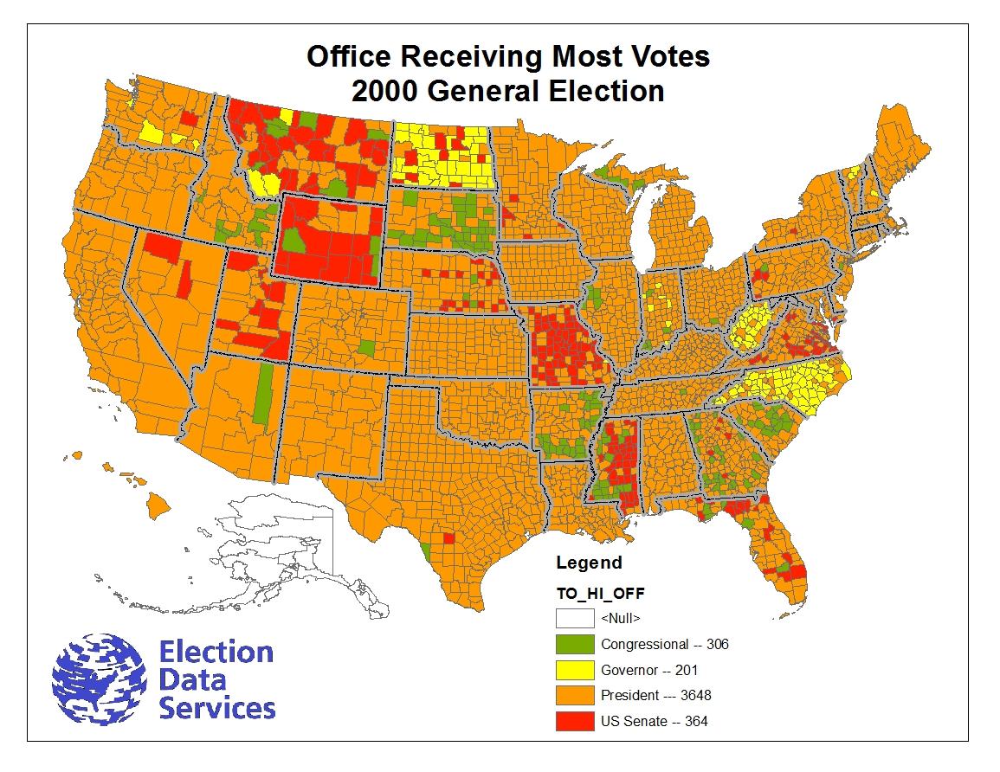 Office Receiving Most Votes
2000 General Election
Legend
TO_HI_OFF
<Null>
Congressional -- 306
Governor -- 201
President --- 3648
US Senate -- 364
Election
Data
Services